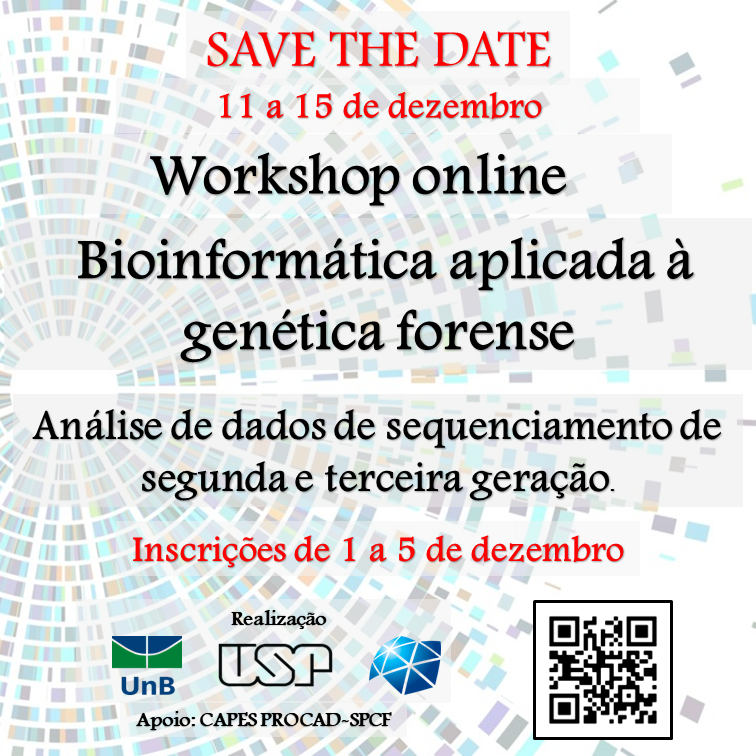 SAVE THE DATE
11 a 15 de dezembro
Workshop online
Bioinformática aplicada à
genética forense
Análise de dados de sequenciamento de
segunda e terceira geração.
Inscrições de 1 a 5 de dezembro
Realização
UnB
USP
Apoio: CAPES PROCAD-SPCF